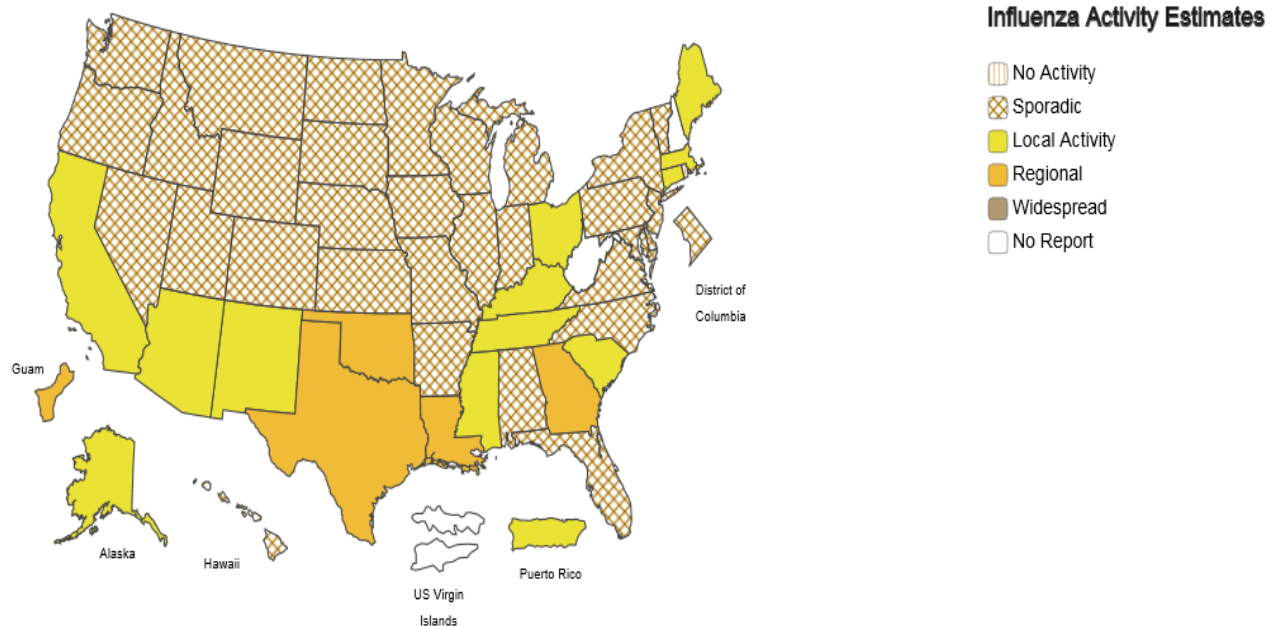 Influenza Activity Estimates
No Activity
Sporadic
Local Activity
Regional
Widespread
No Report
District of
Columbia
Guam
Alaska
Hawaii
US Virgin
Islands
Puerto Rico